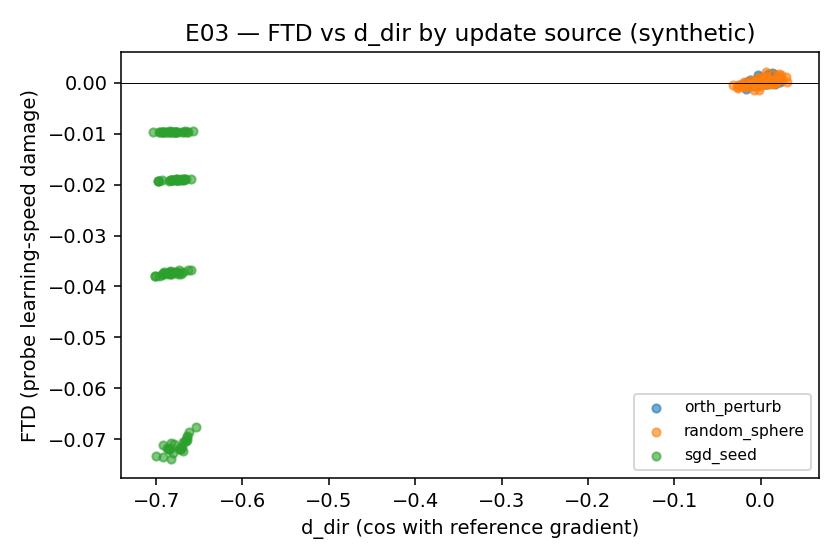 E03 — FTD vs d_dir by update source (synthetic)
FTD (probe learning-speed damage)
0.00
−0.01
−0.02
−0.03
−0.04
−0.05
−0.06
−0.07
orth_perturb
random_sphere
sgd_seed
−0.7 −0.6 −0.5 −0.4 −0.3 −0.2 −0.1 0.0
d_dir (cos with reference gradient)